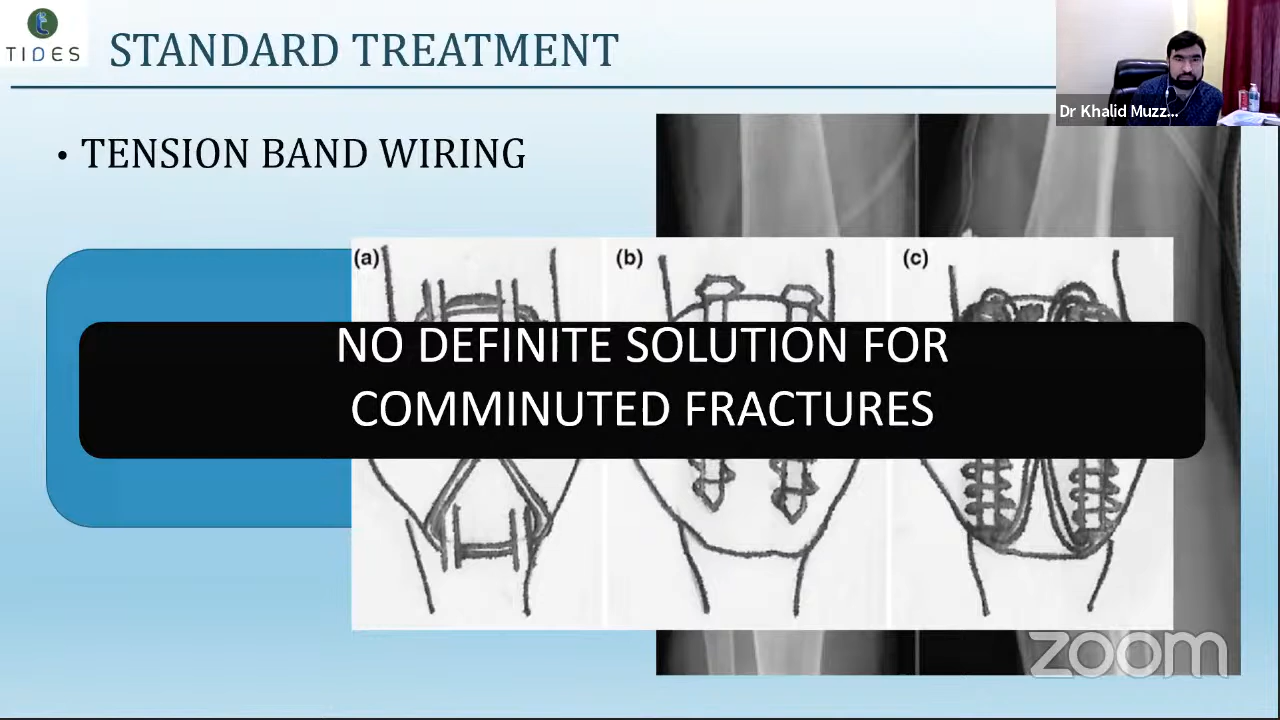 TIDES
STANDARD TREATMENT
Dr Khalid Muzz...
• TENSION BAND WIRING
(a)
(b)
(c)
NO DEFINITE SOLUTION FOR
COMMINUTED FRACTURES
zoom